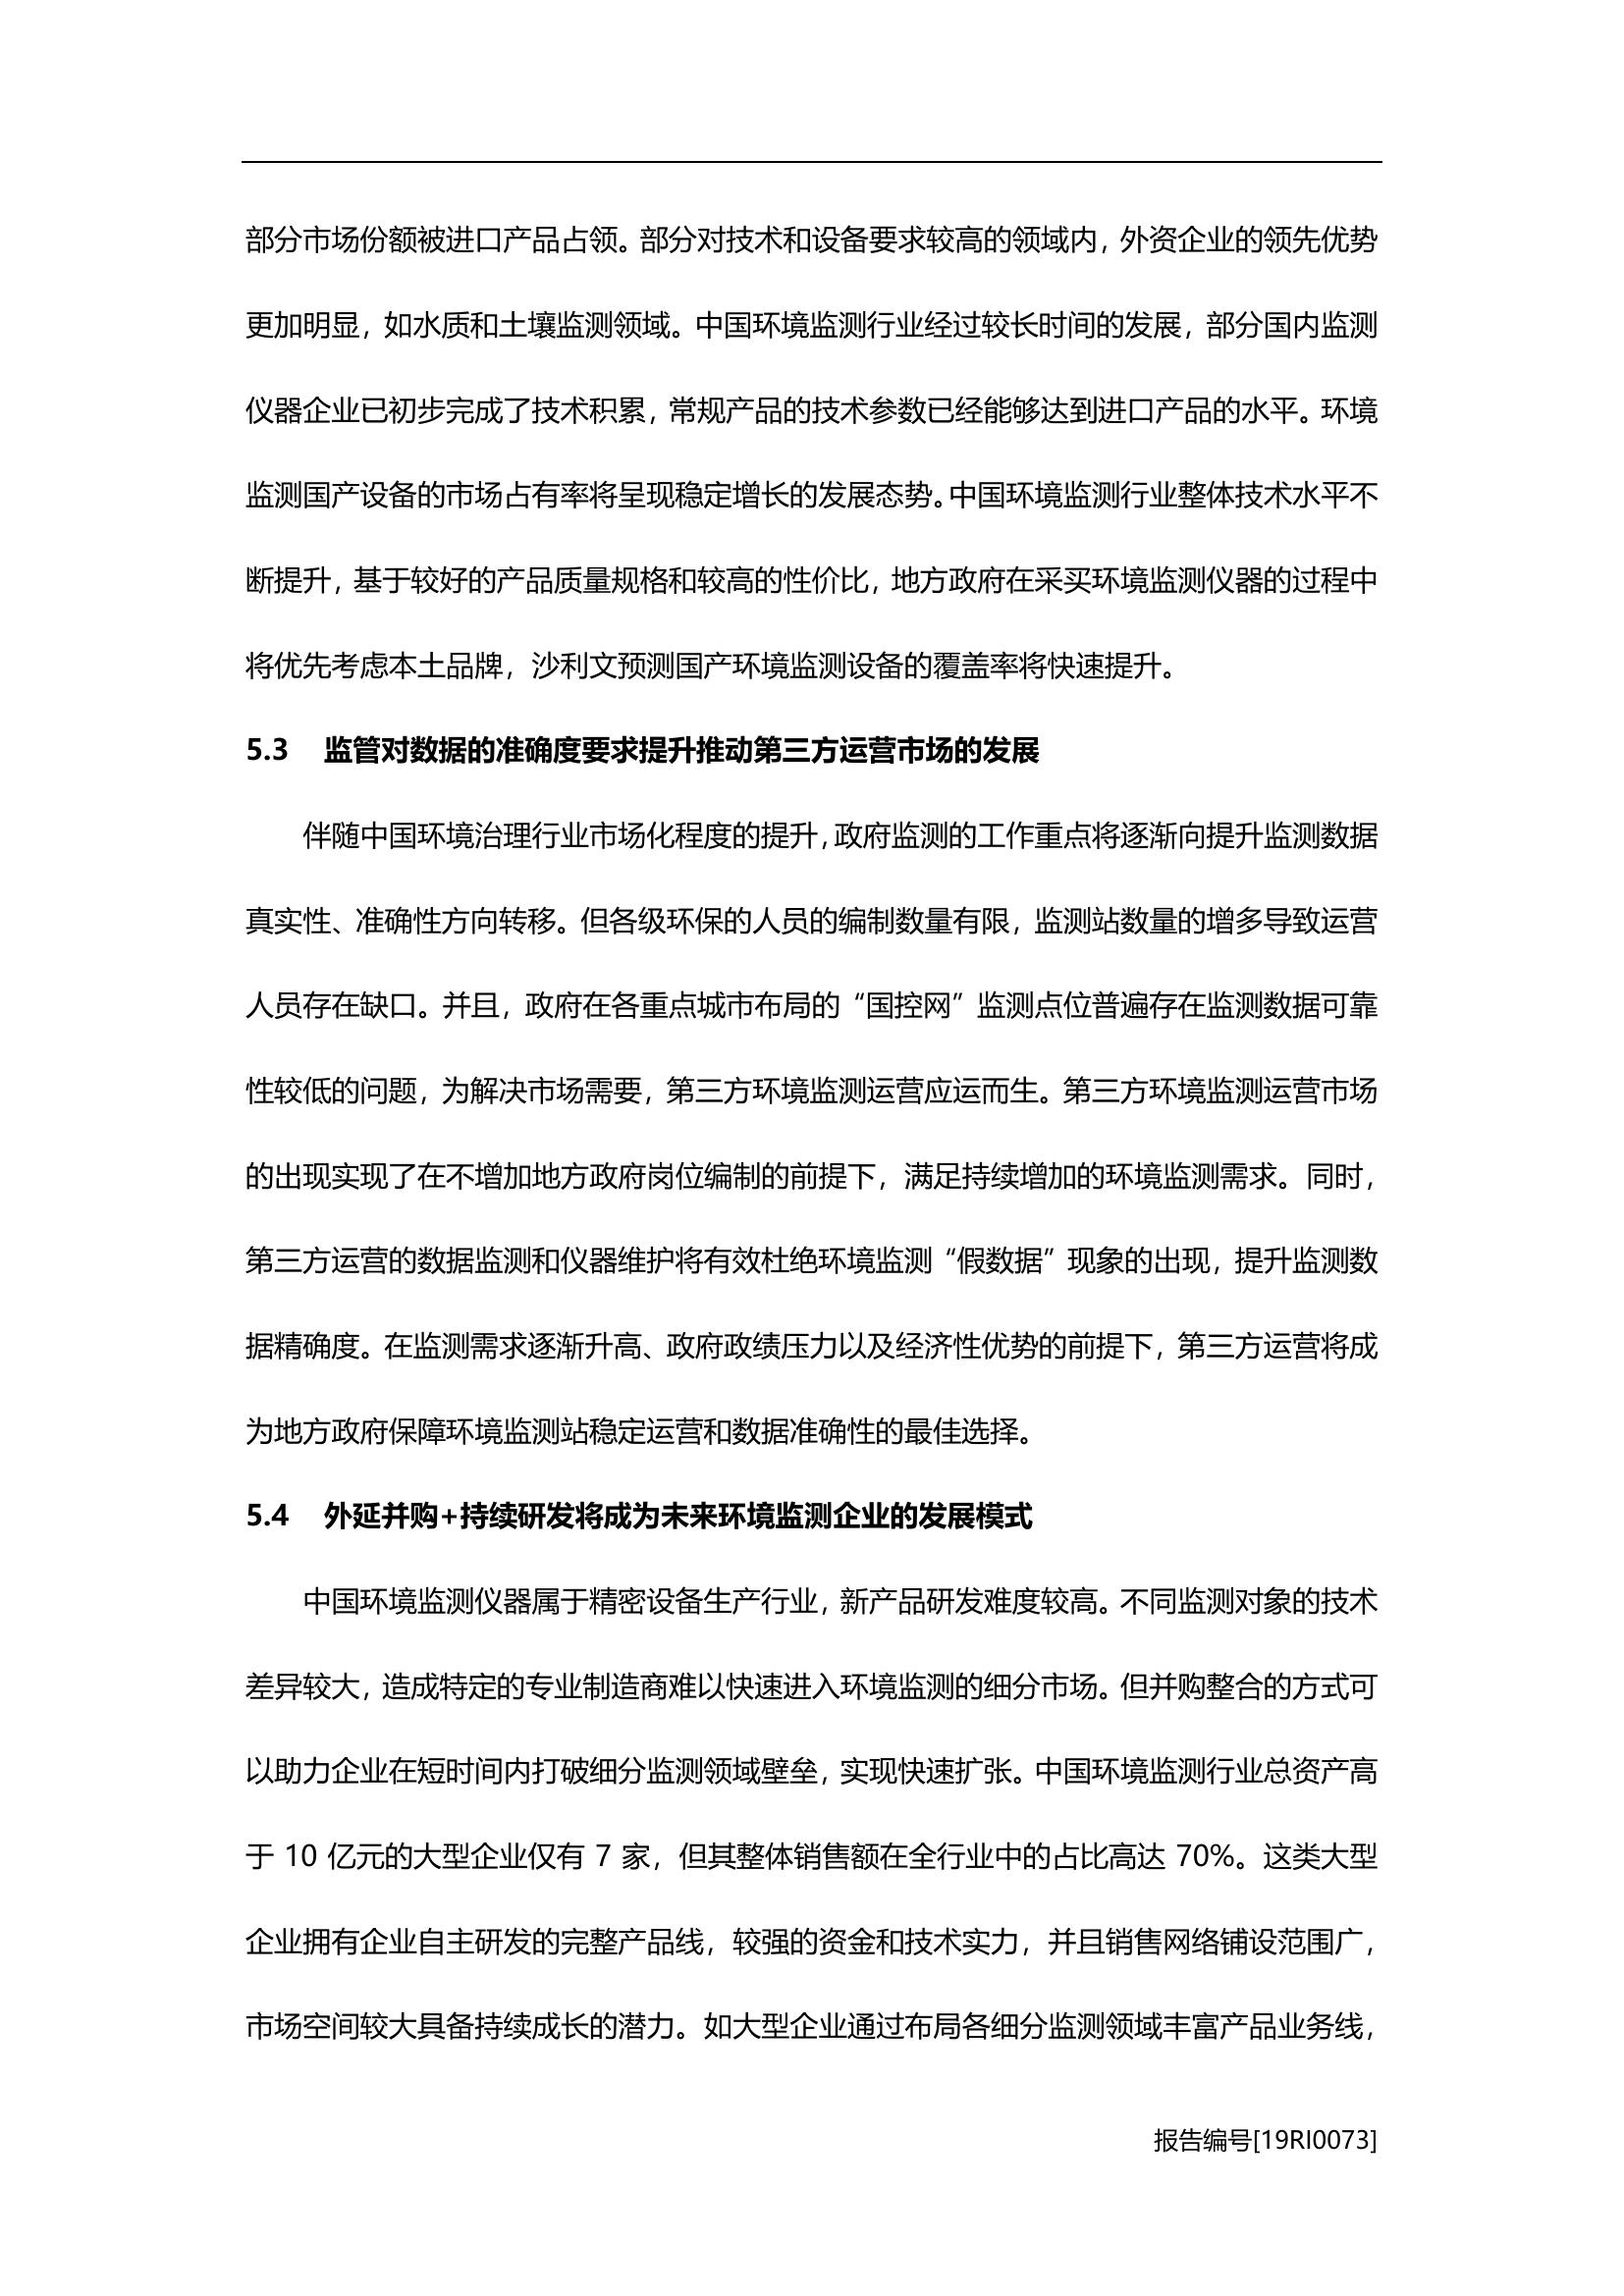 部分市场份额被进口产品占领。部分对技术和设备要求较高的领域内，外资企业的领先优势
更加明显，如水质和土壤监测领域。中国环境监测行业经过较长时间的发展，部分国内监测
仪器企业已初步完成了技术积累，常规产品的技术参数已经能够达到进口产品的水平。环境
监测国产设备的市场占有率将呈现稳定增长的发展态势。中国环境监测行业整体技术水平不
断提升，基于较好的产品质量规格和较高的性价比，地方政府在采买环境监测仪器的过程中
将优先考虑本土品牌，沙利文预测国产环境监测设备的覆盖率将快速提升。
5.3 监管对数据的准确度要求提升推动第三方运营市场的发展
伴随中国环境治理行业市场化程度的提升，政府监测的工作重点将逐渐向提升监测数据
真实性、准确性方向转移。但各级环保的人员的编制数量有限，监测站数量的增多导致运营
人员存在缺口。并且，政府在各重点城市布局的“国控网”监测点位普遍存在监测数据可靠
性较低的问题，为解决市场需要，第三方环境监测运营应运而生。第三方环境监测运营市场
的出现实现了在不增加地方政府岗位编制的前提下，满足持续增加的环境监测需求。同时，
第三方运营的数据监测和仪器维护将有效杜绝环境监测“假数据”现象的出现，提升监测数
据精确度。在监测需求逐渐升高、政府政绩压力以及经济性优势的前提下，第三方运营将成
为地方政府保障环境监测站稳定运营和数据准确性的最佳选择。
5.4 外延并购+持续研发将成为未来环境监测企业的发展模式
中国环境监测仪器属于精密设备生产行业，新产品研发难度较高。不同监测对象的技术
差异较大，造成特定的专业制造商难以快速进入环境监测的细分市场。但并购整合的方式可
以助力企业在短时间内打破细分监测领域壁垒，实现快速扩张。中国环境监测行业总资产高
于 10 亿元的大型企业仅有 7 家，但其整体销售额在全行业中的占比高达 70%。这类大型
企业拥有企业自主研发的完整产品线，较强的资金和技术实力，并且销售网络铺设范围广，
市场空间较大具备持续成长的潜力。如大型企业通过布局各细分监测领域丰富产品业务线，
报告编号[19RI0073]